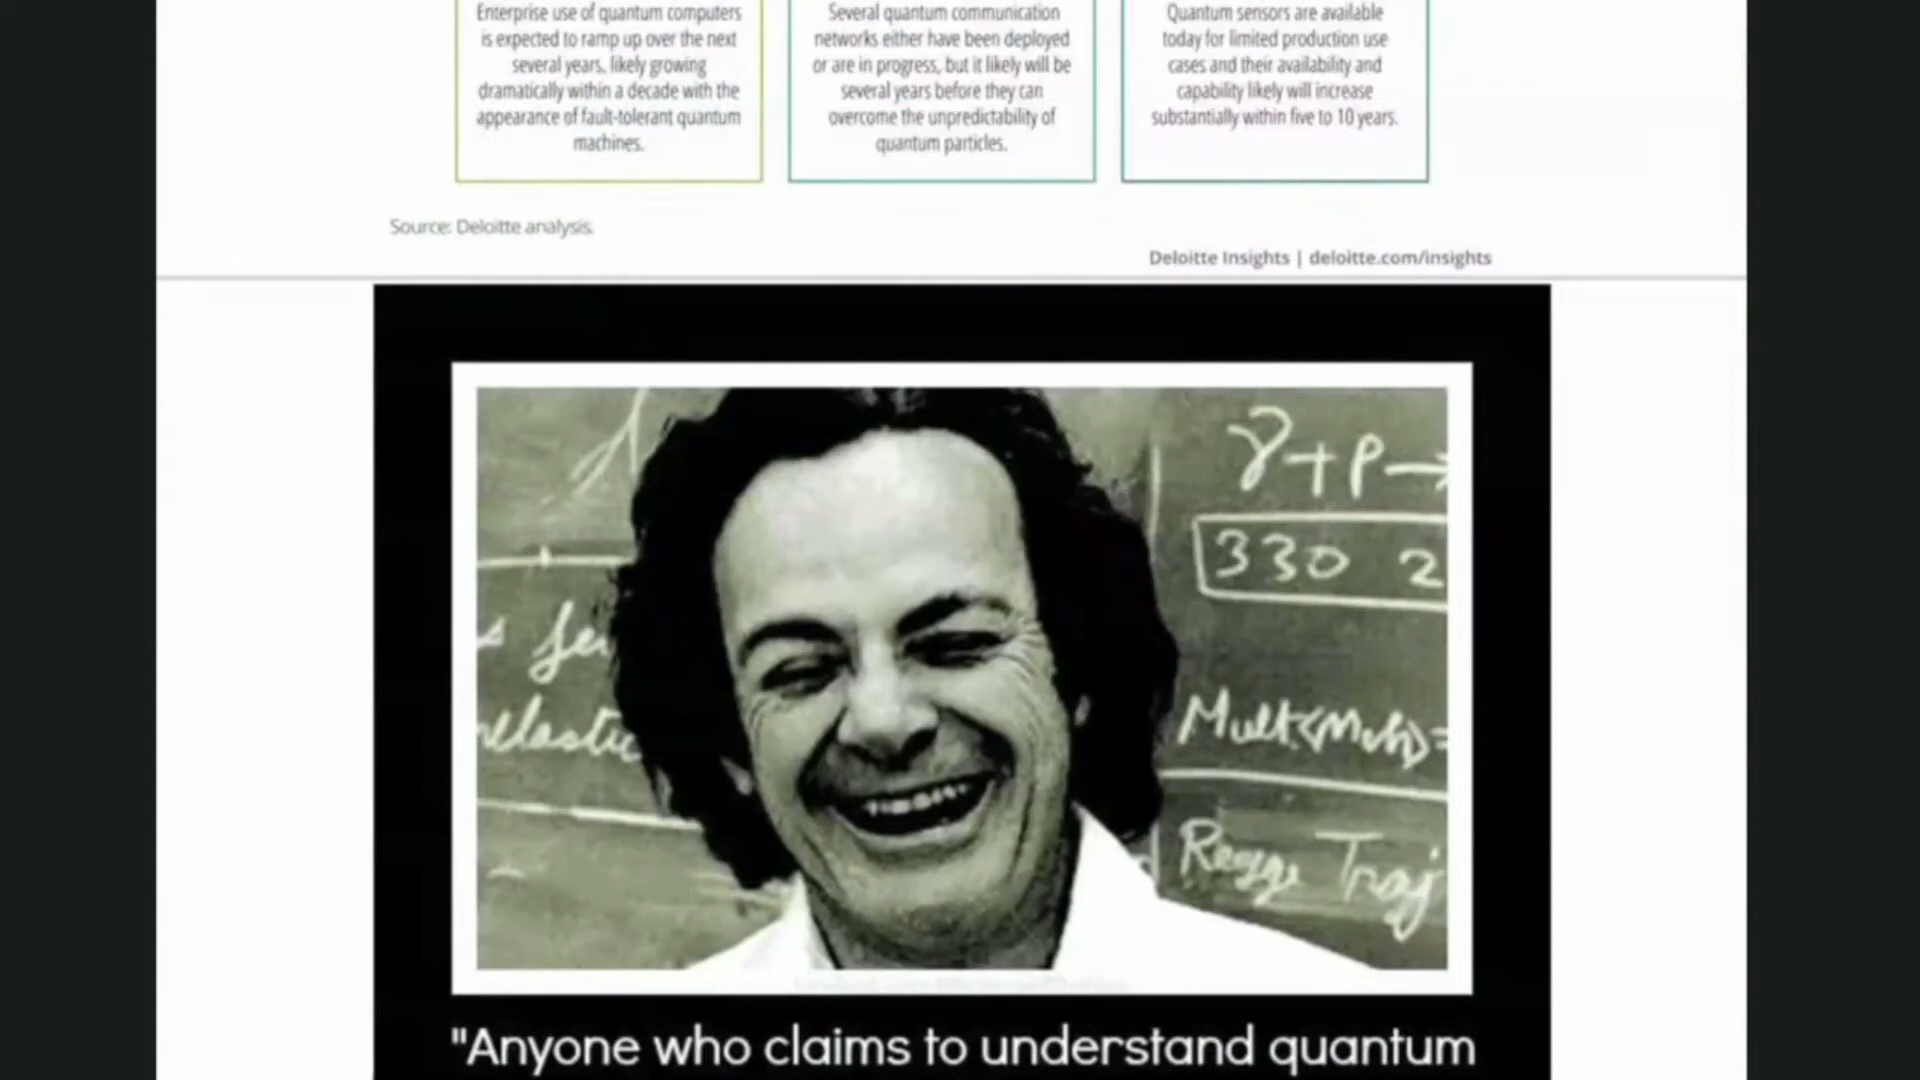 Enterprise use of quantum computers
is expected to ramp up over the next
several years, likely growing
dramatically within a decade with the
appearance of fault-tolerant quantum
machines.
Several quantum communication
networks either have been deployed
or are in progress, but it likely will be
several years before they can
overcome the unpredictability of
quantum particles.
Quantum sensors are available
today for limited production use
cases and their availability and
capability likely will increase
substantially within five to 10 years.
Source: Deloitte analysis.
Deloitte Insights | deloitte.com/insights
γ+p→
330 2
elastic
Mult
Regge Traj
"Anyone who claims to understand quantum